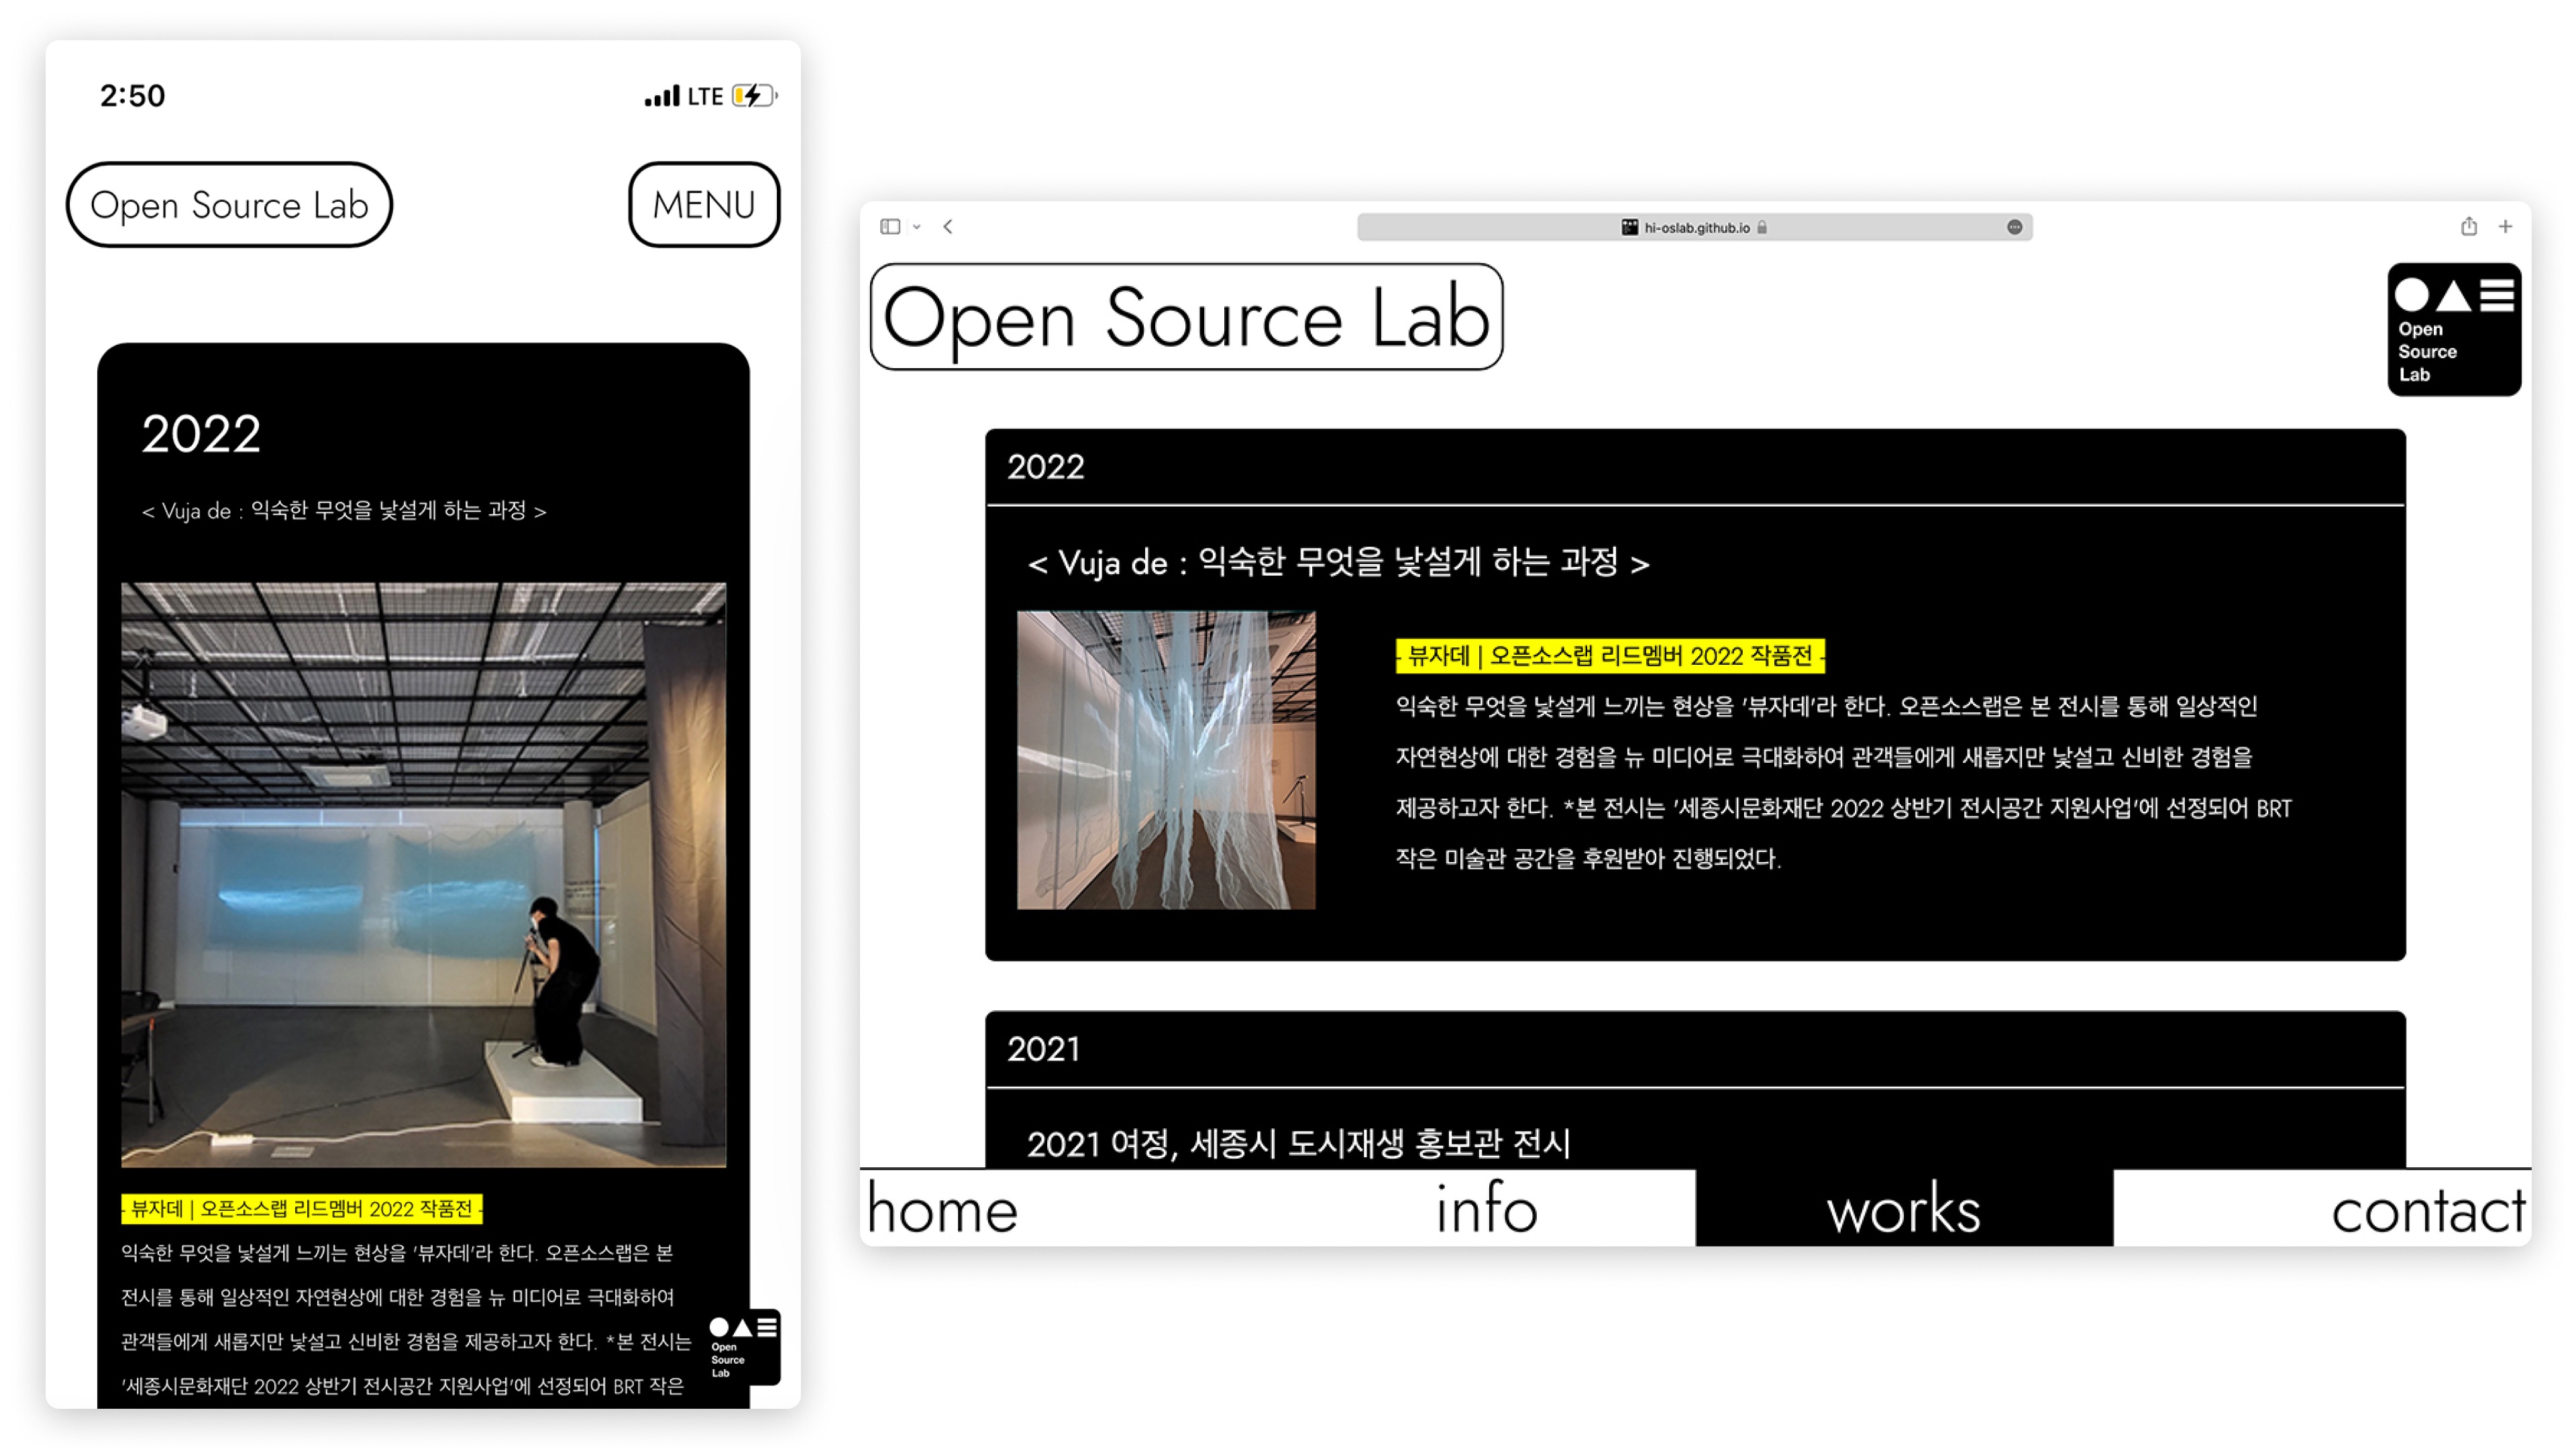 2:50
LTE
Open Source Lab
MENU
2022
< Vuja de : 익숙한 무엇을 낯설게 하는 과정 >
- 뷰자데 | 오픈소스랩 리드멤버 2022 작품전 -
익숙한 무엇을 낯설게 느끼는 현상을 '뷰자데'라 한다. 오픈소스랩은 본
전시를 통해 일상적인 자연현상에 대한 경험을 뉴 미디어로 극대화하여
관객들에게 새롭지만 낯설고 신비한 경험을 제공하고자 한다. *본 전시는
'세종시문화재단 2022 상반기 전시공간 지원사업'에 선정되어 BRT 작은
Open
Source
Lab
hi-oslab.github.io
Open Source Lab
Open
Source
Lab
2022
< Vuja de : 익숙한 무엇을 낯설게 하는 과정 >
- 뷰자데 | 오픈소스랩 리드멤버 2022 작품전 -
익숙한 무엇을 낯설게 느끼는 현상을 '뷰자데'라 한다. 오픈소스랩은 본 전시를 통해 일상적인
자연현상에 대한 경험을 뉴 미디어로 극대화하여 관객들에게 새롭지만 낯설고 신비한 경험을
제공하고자 한다. *본 전시는 '세종시문화재단 2022 상반기 전시공간 지원사업'에 선정되어 BRT
작은 미술관 공간을 후원받아 진행되었다.
2021
2021 여정, 세종시 도시재생 홍보관 전시
home
info
works
contact